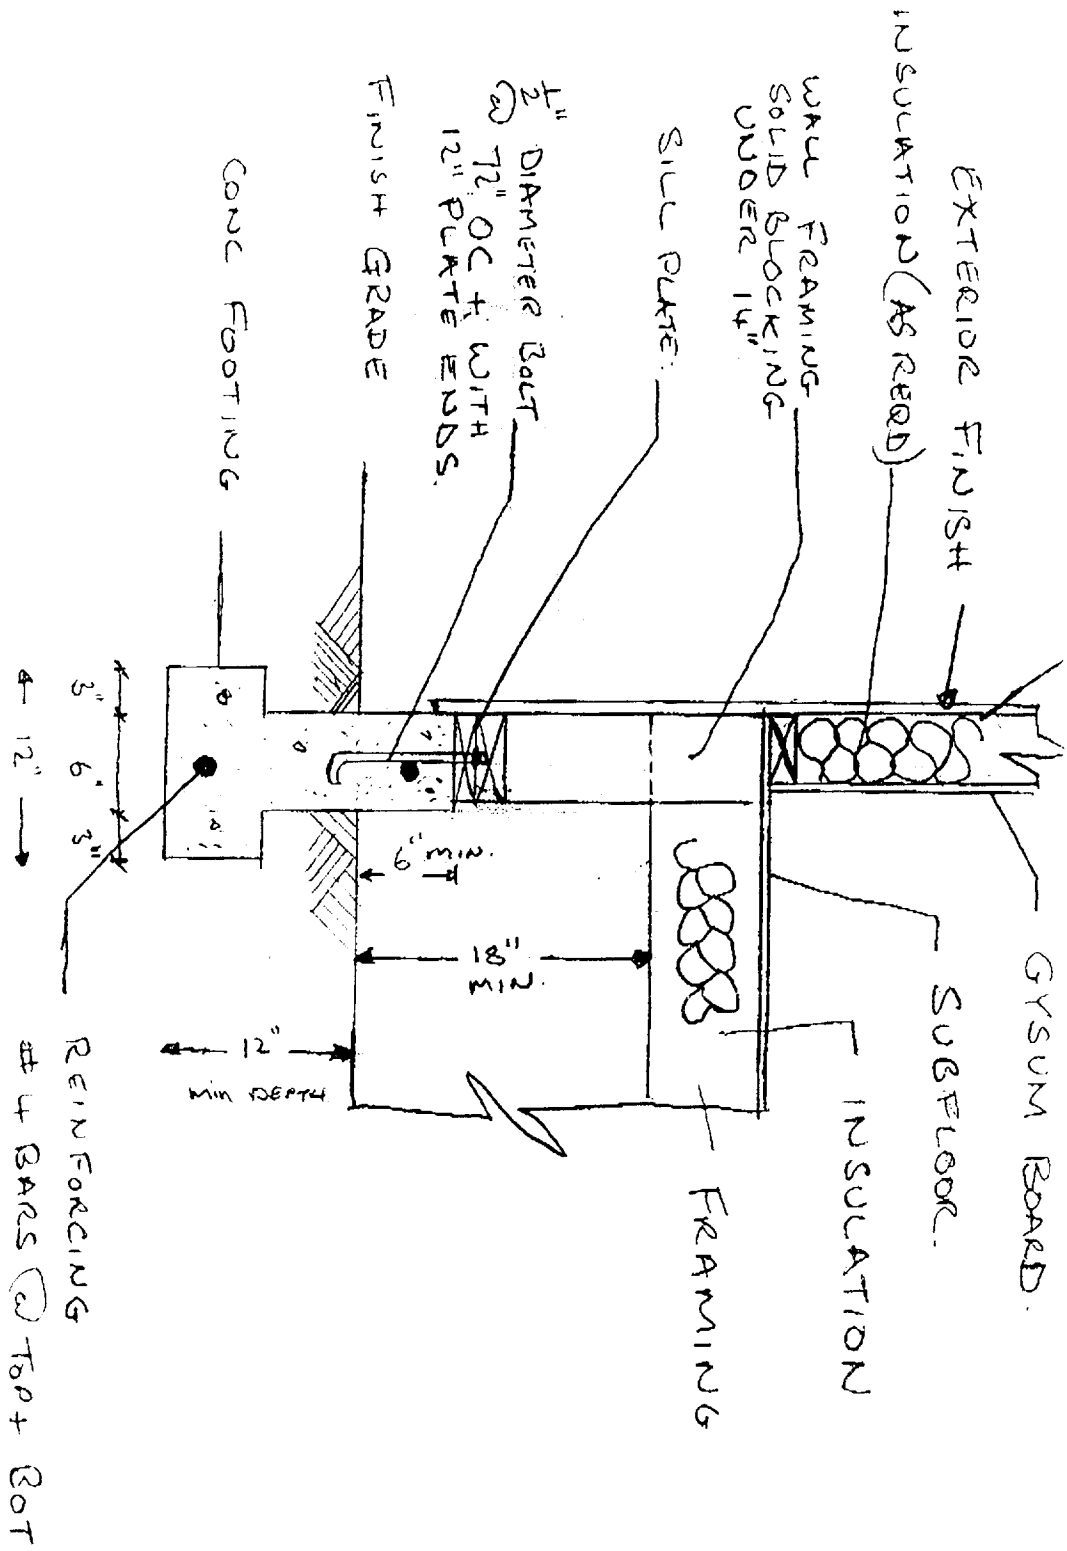 EXTERIOR FINISH
INSULATION (AS REQD)
WALL FRAMING
SOLID BLOCKING
UNDER 14"
SILL PLATE.
1/2" DIAMETER BOLT
@ 72" OC + WITH
12" PLATE ENDS.
FINISH GRADE
CONC FOOTING
GYSUM BOARD.
SUBFLOOR.
INSULATION
FRAMING
6" MIN.
18"
MIN.
12"
MIN DEPTH
3" 6" 3"
12"
REINFORCING
#4 BARS @ TOP + BOT